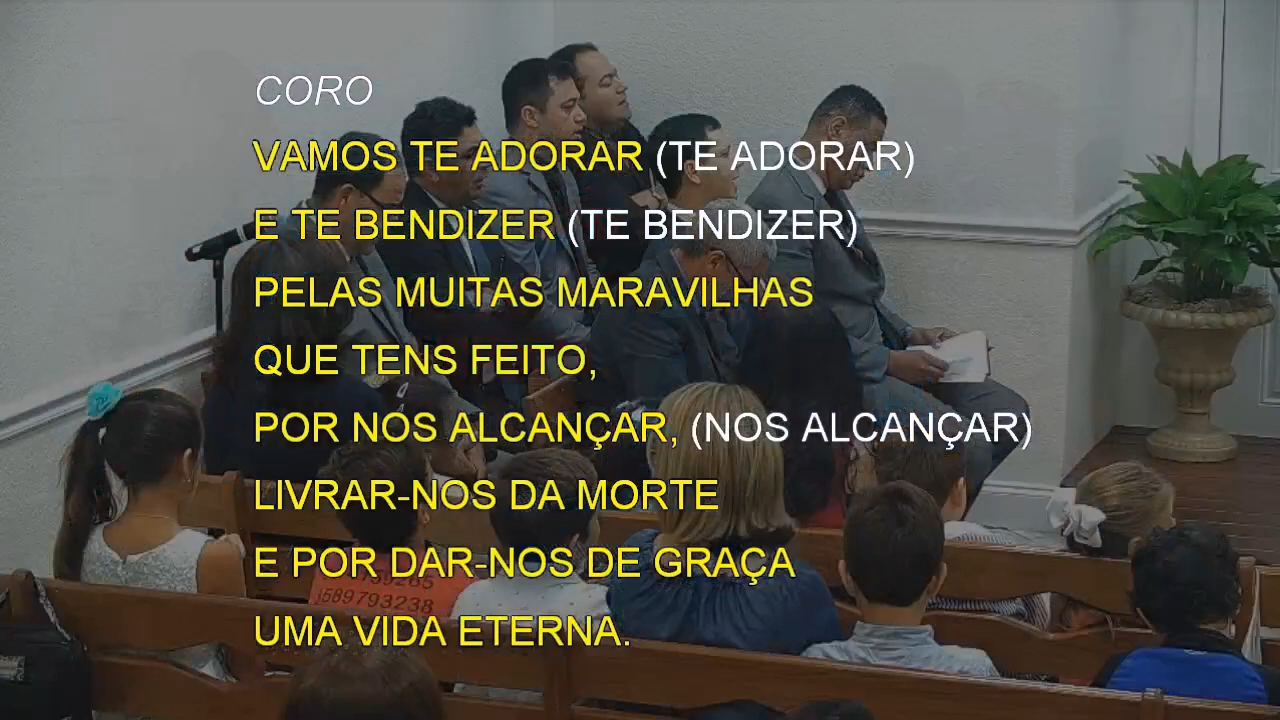 CORO
VAMOS TE ADORAR (TE ADORAR)
E TE BENDIZER (TE BENDIZER)
PELAS MUITAS MARAVILHAS
QUE TENS FEITO,
POR NOS ALCANÇAR, (NOS ALCANÇAR)
LIVRAR-NOS DA MORTE
E POR DAR-NOS DE GRAÇA
UMA VIDA ETERNA.